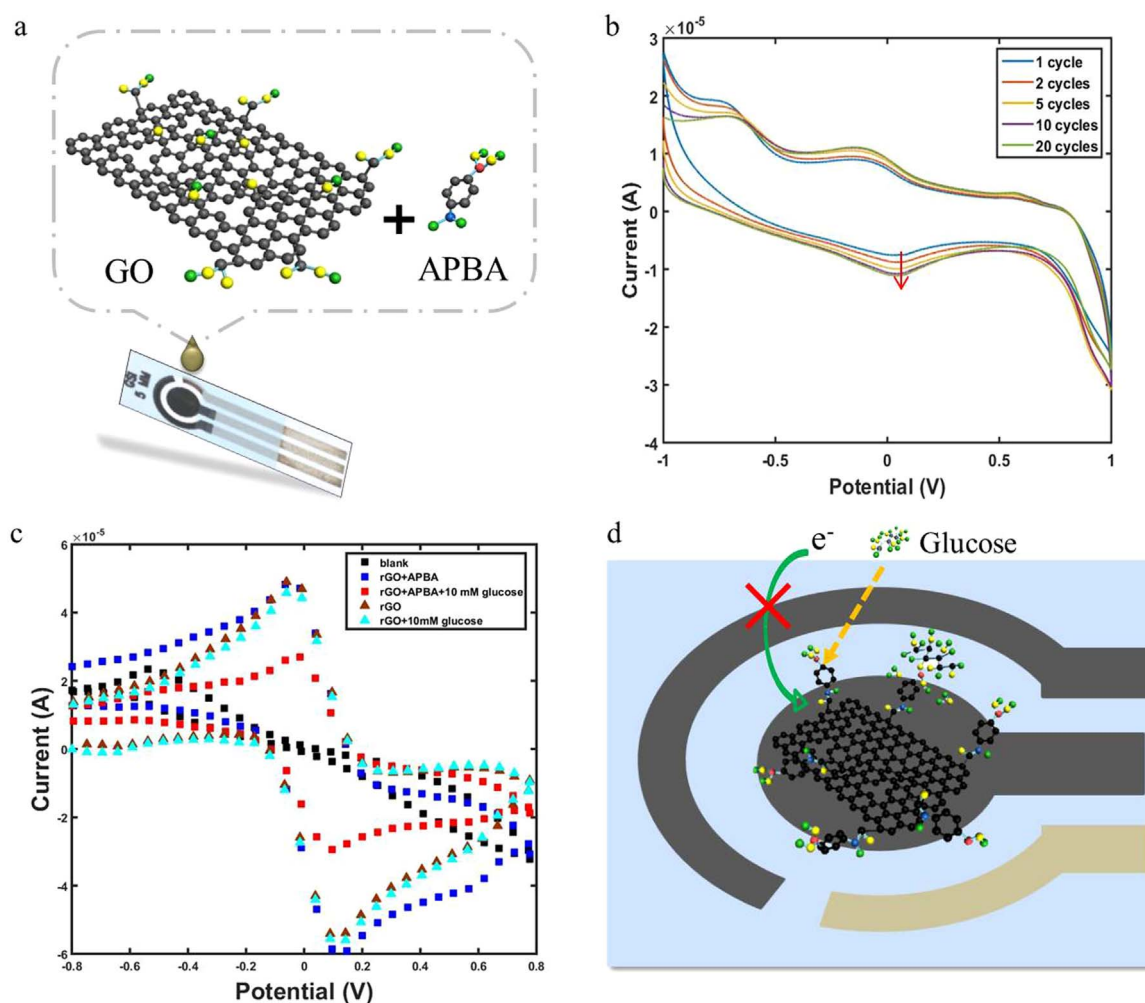 a
GO
+
APBA
GSI
5 MM
b
×10⁻⁵
3
2
1
0
-1
-2
-3
-4
Current (A)
-1
-0.5
0
0.5
1
Potential (V)
1 cycle
2 cycles
5 cycles
10 cycles
20 cycles
c
×10⁻⁵
6
4
2
0
-2
-4
-6
Current (A)
-0.8
-0.6
-0.4
-0.2
0
0.2
0.4
0.6
0.8
Potential (V)
blank
rGO+APBA
rGO+APBA+10 mM glucose
rGO
rGO+10mM glucose
d
e⁻
Glucose